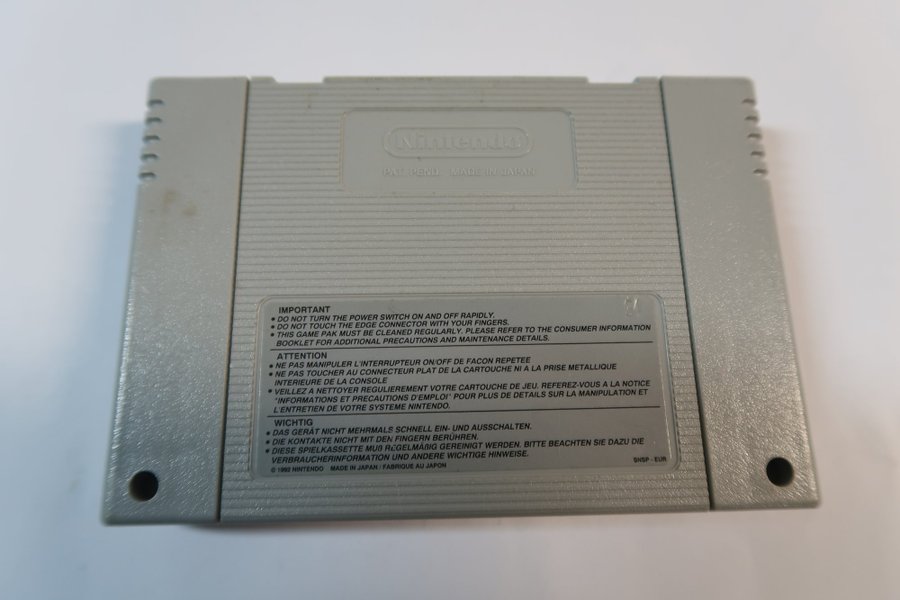 Nintendo
PAT. PEND. MADE IN JAPAN
IMPORTANT
• DO NOT TURN THE POWER SWITCH ON AND OFF RAPIDLY.
• DO NOT TOUCH THE EDGE CONNECTOR WITH YOUR FINGERS.
• THIS GAME PAK MUST BE CLEANED REGULARLY. PLEASE REFER TO THE CONSUMER INFORMATION
BOOKLET FOR ADDITIONAL PRECAUTIONS AND MAINTENANCE DETAILS.
ATTENTION
• NE PAS MANIPULER L'INTERRUPTEUR ON/OFF DE FACON REPETEE
• NE PAS TOUCHER AU CONNECTEUR PLAT DE LA CARTOUCHE NI A LA PRISE METALLIQUE
INTERIEURE DE LA CONSOLE
• VEILLEZ A NETTOYER REGULIEREMENT VOTRE CARTOUCHE DE JEU. REFEREZ-VOUS A LA NOTICE
"INFORMATIONS ET PRECAUTIONS D'EMPLOI" POUR PLUS DE DETAILS SUR LA MANIPULATION ET
L'ENTRETIEN DE VOTRE SYSTEME NINTENDO.
WICHTIG
• DAS GERÄT NICHT MEHRMALS SCHNELL EIN- UND AUSSCHALTEN.
• DIE KONTAKTE NICHT MIT DEN FINGERN BERÜHREN.
• DIESE SPIELKASSETTE MUß REGELMÄßIG GEREINIGT WERDEN. BITTE BEACHTEN SIE DAZU DIE
VERBRAUCHERINFORMATION UND ANDERE WICHTIGE HINWEISE.
© 1992 NINTENDO MADE IN JAPAN / FABRIQUE AU JAPON
SNSP - EUR